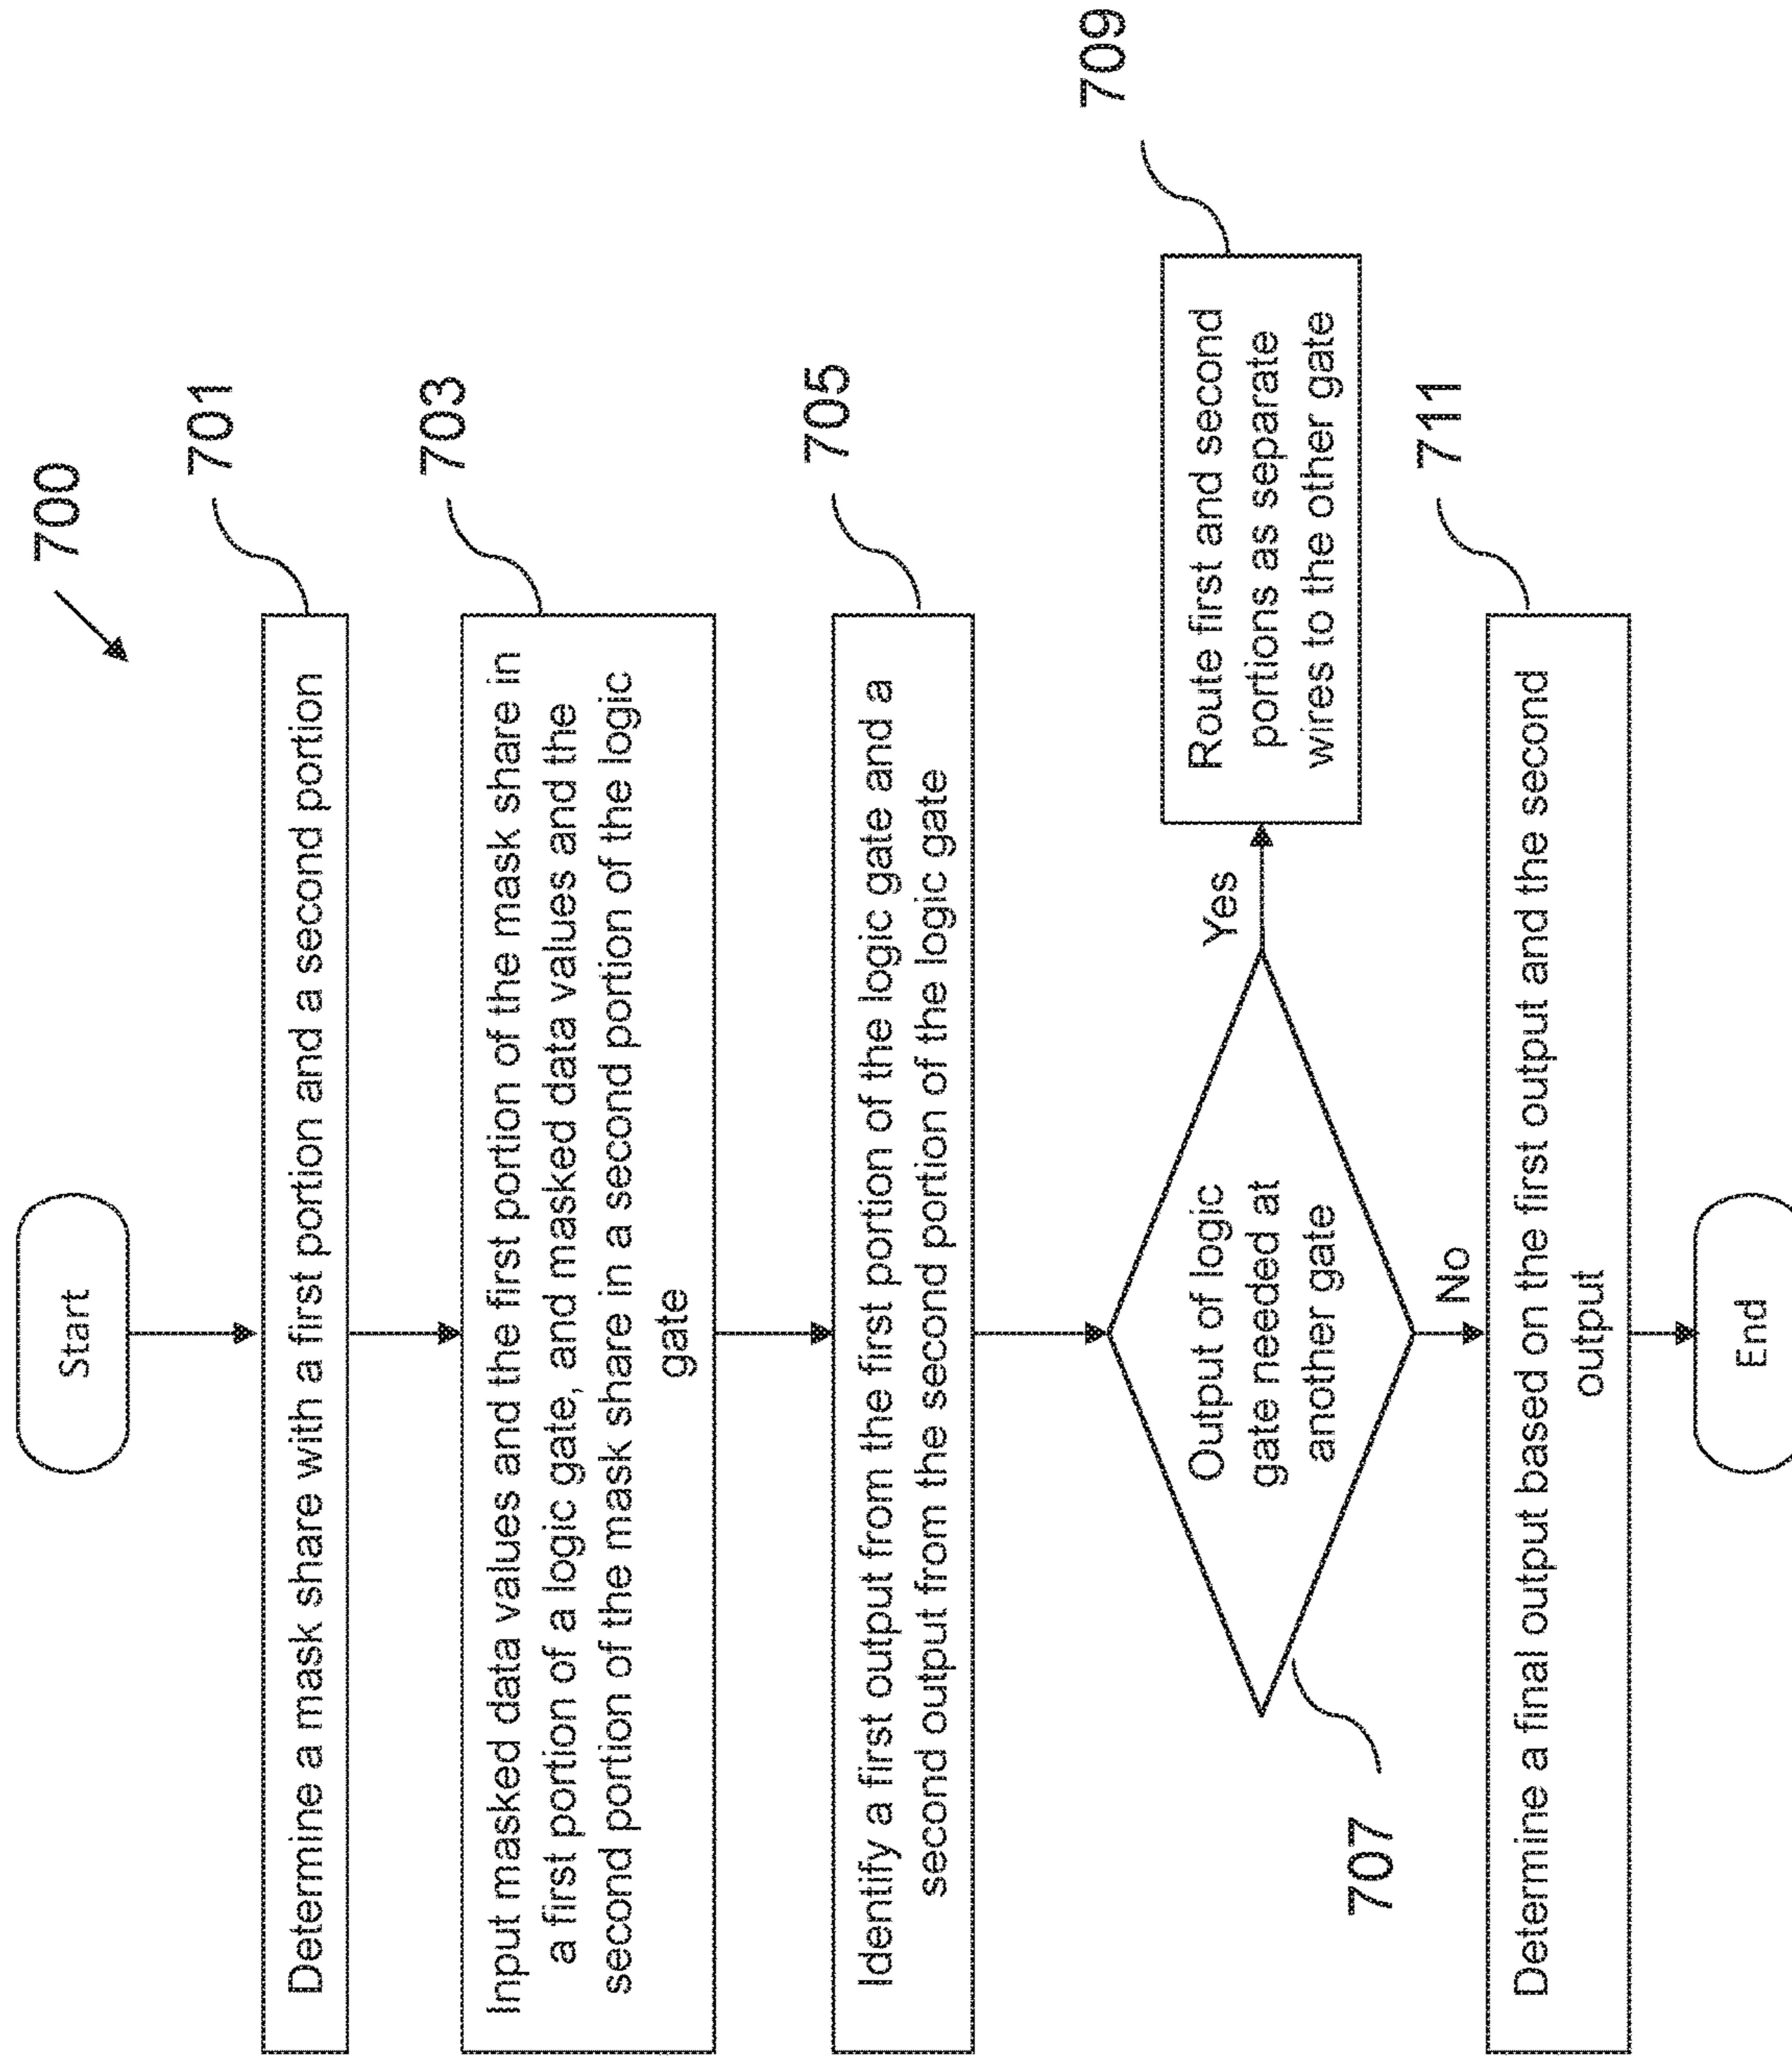 700
Start
701
Determine a mask share with a first portion and a second portion
703
Input masked data values and the first portion of the mask share in
a first portion of a logic gate, and masked data values and the
second portion of the mask share in a second portion of the logic
gate
705
Identify a first output from the first portion of the logic gate and a
second output from the second portion of the logic gate
707
Output of logic
gate needed at
another gate
Yes
709
Route first and second
portions as separate
wires to the other gate
No
711
Determine a final output based on the first output and the second
output
End